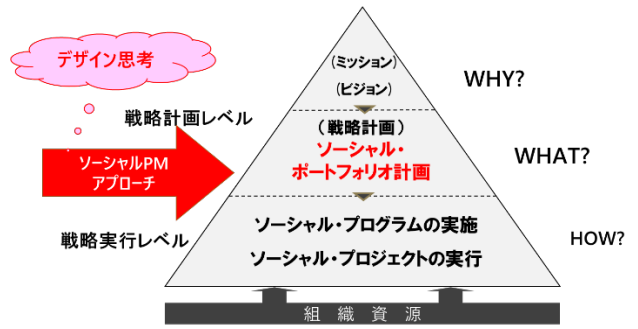 デザイン思考
戦略計画レベル
ソーシャルPM
アプローチ
戦略実行レベル
(ミッション)
(ビジョン)
(戦略計画)
ソーシャル・
ポートフォリオ計画
ソーシャル・プログラムの実施
ソーシャル・プロジェクトの実行
WHY?
WHAT?
HOW?
組織資源